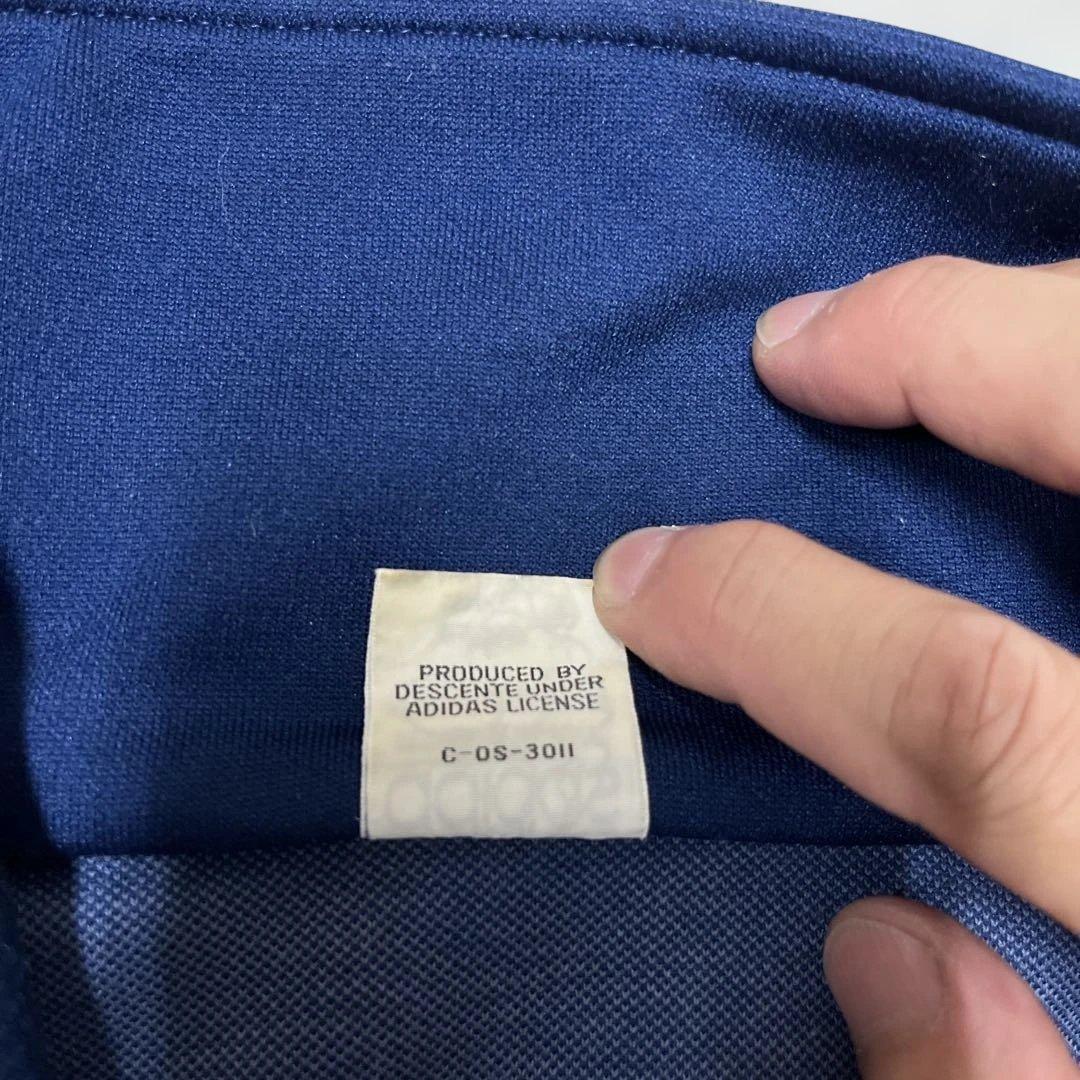 PRODUCED BY
DESCENTE UNDER
ADIDAS LICENSE
C-OS-3011